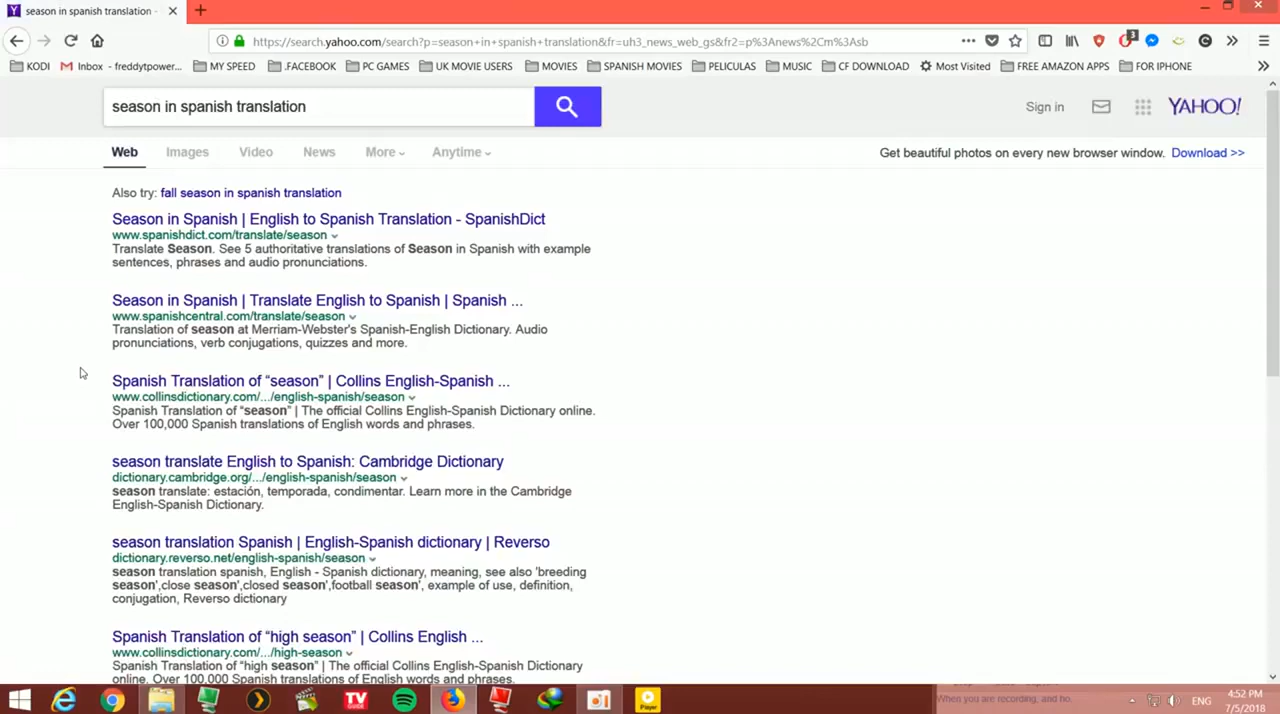 season in spanish translation -
https://search.yahoo.com/search?p=season+in+spanish+translation&fr=uh3_news_web_gs&fr2=p%3Anews%2Cm%3Asb
3
KODI Inbox - freddytpower... MY SPEED .FACEBOOK PC GAMES UK MOVIE USERS MOVIES SPANISH MOVIES PELICULAS MUSIC CF DOWNLOAD Most Visited FREE AMAZON APPS FOR IPHONE
season in spanish translation
Sign in
YAHOO!
Web Images Video News More Anytime
Get beautiful photos on every new browser window. Download >>
Also try: fall season in spanish translation
Season in Spanish | English to Spanish Translation - SpanishDict
www.spanishdict.com/translate/season
Translate Season. See 5 authoritative translations of Season in Spanish with example
sentences, phrases and audio pronunciations.
Season in Spanish | Translate English to Spanish | Spanish ...
www.spanishcentral.com/translate/season
Translation of season at Merriam-Webster's Spanish-English Dictionary. Audio
pronunciations, verb conjugations, quizzes and more.
Spanish Translation of “season” | Collins English-Spanish ...
www.collinsdictionary.com/.../english-spanish/season
Spanish Translation of “season” | The official Collins English-Spanish Dictionary online.
Over 100,000 Spanish translations of English words and phrases.
season translate English to Spanish: Cambridge Dictionary
dictionary.cambridge.org/.../english-spanish/season
season translate: estación, temporada, condimentar. Learn more in the Cambridge
English-Spanish Dictionary.
season translation Spanish | English-Spanish dictionary | Reverso
dictionary.reverso.net/english-spanish/season
season translation spanish, English - Spanish dictionary, meaning, see also 'breeding
season',close season',closed season',football season', example of use, definition,
conjugation, Reverso dictionary
Spanish Translation of “high season” | Collins English ...
www.collinsdictionary.com/.../high-season
Spanish Translation of “high season” | The official Collins English-Spanish Dictionary
online. Over 100,000 Spanish translations of English words and phrases.
TV
GUIDE
Player
When you are recording, and no.
ENG
4:52 PM
7/5/2018